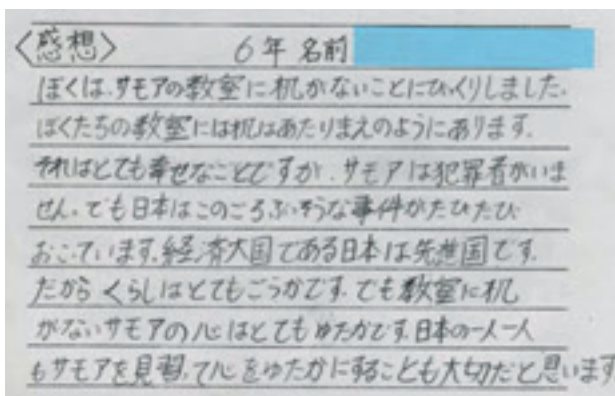 〈感想〉 6年 名前
ぼくは、サモアの教室に机がないことにびっくりしました。
ぼくたちの教室には机はあたりまえのようにあります。
それはとても幸せなことですが、サモアは犯罪者がいま
せん。でも日本はこのごろぶっそうな事件がたびたび
おこっています。経済大国である日本は先進国です。
だからくらしはとてもごうかです。でも教室に机
がないサモアの心はとてもゆたかです。日本の一人一人
もサモアを見習って心をゆたかにすることも大切だと思います